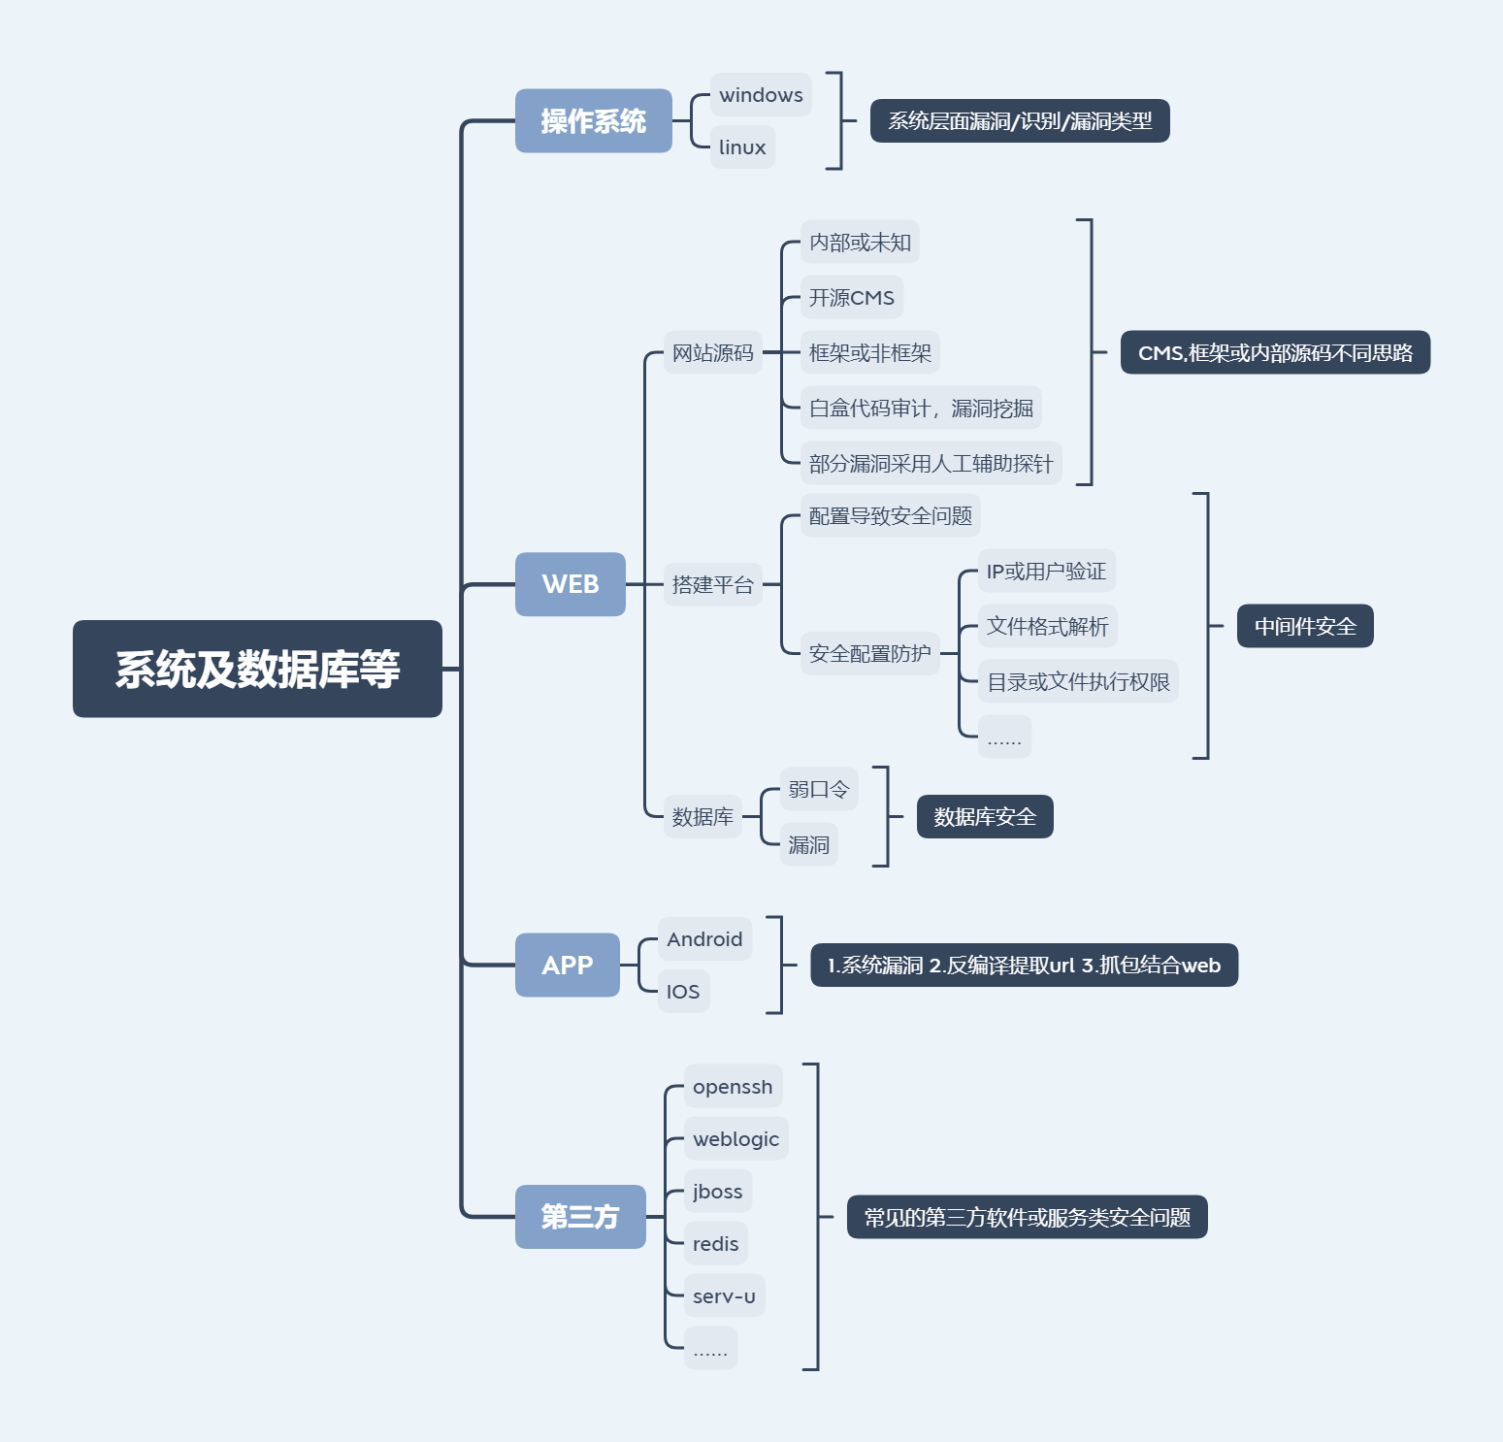 系统及数据库等
操作系统
windows
linux
系统层面漏洞/识别/漏洞类型
WEB
网站源码
内部或未知
开源CMS
框架或非框架
白盒代码审计，漏洞挖掘
部分漏洞采用人工辅助探针
CMS,框架或内部源码不同思路
搭建平台
配置导致安全问题
安全配置防护
IP或用户验证
文件格式解析
目录或文件执行权限
……
中间件安全
数据库
弱口令
漏洞
数据库安全
APP
Android
IOS
1.系统漏洞 2.反编译提取url 3.抓包结合web
第三方
openssh
weblogic
jboss
redis
serv-u
……
常见的第三方软件或服务类安全问题